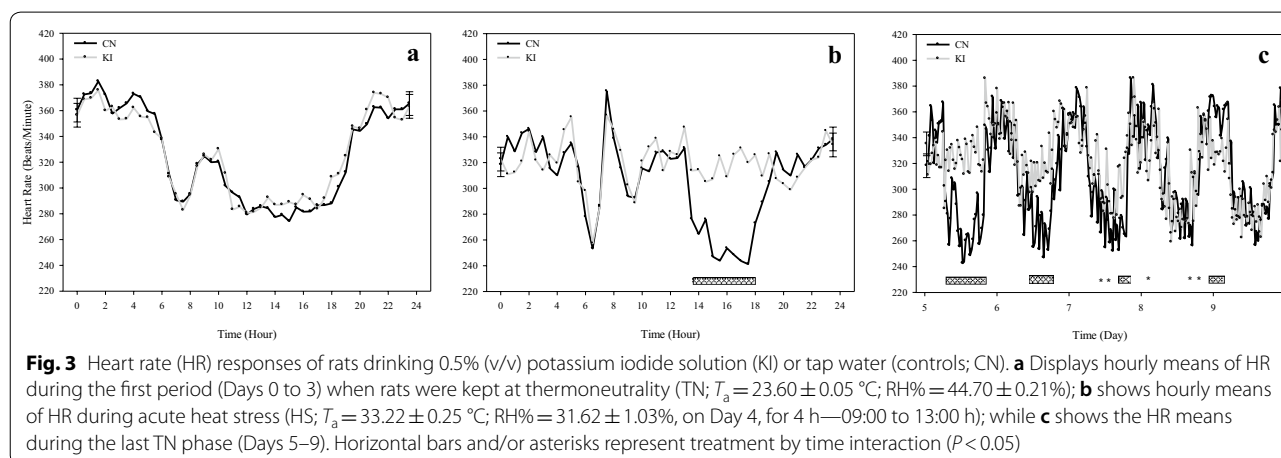 a
CN
KI
Heart Rate (Beats/Minute)
420
400
380
360
340
320
300
280
260
240
220
0 2 4 6 8 10 12 14 16 18 20 22 24
Time (Hour)
b
CN
KI
420
400
380
360
340
320
300
280
260
240
220
0 2 4 6 8 10 12 14 16 18 20 22 24
Time (Hour)
c
CN
KI
420
400
380
360
340
320
300
280
260
240
220
* * * * *
5 6 7 8 9
Time (Day)
Fig. 3 Heart rate (HR) responses of rats drinking 0.5% (v/v) potassium iodide solution (KI) or tap water (controls; CN). a Displays hourly means of HR
during the first period (Days 0 to 3) when rats were kept at thermoneutrality (TN; Ta = 23.60 ± 0.05 °C; RH% = 44.70 ± 0.21%); b shows hourly means
of HR during acute heat stress (HS; Ta = 33.22 ± 0.25 °C; RH% = 31.62 ± 1.03%, on Day 4, for 4 h—09:00 to 13:00 h); while c shows the HR means
during the last TN phase (Days 5–9). Horizontal bars and/or asterisks represent treatment by time interaction (P < 0.05)